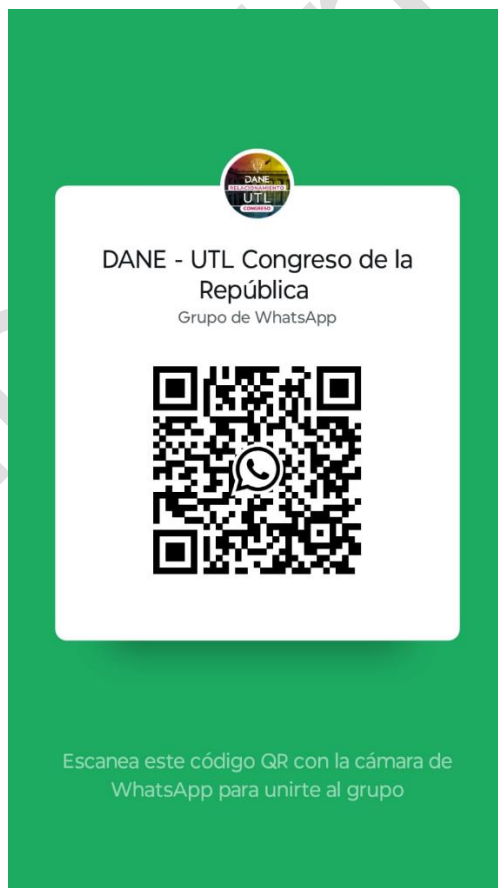 DANE
RELACIONAMIENTO
UTL
CONGRESO
DANE - UTL Congreso de la
República
Grupo de WhatsApp
Escanea este código QR con la cámara de
WhatsApp para unirte al grupo